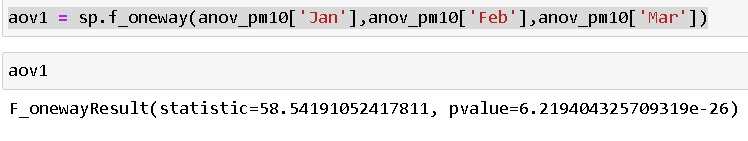 aov1 = sp.f_oneway(anov_pm10['Jan'],anov_pm10['Feb'],anov_pm10['Mar'])
aov1
F_onewayResult(statistic=58.54191052417811, pvalue=6.219404325709319e-26)